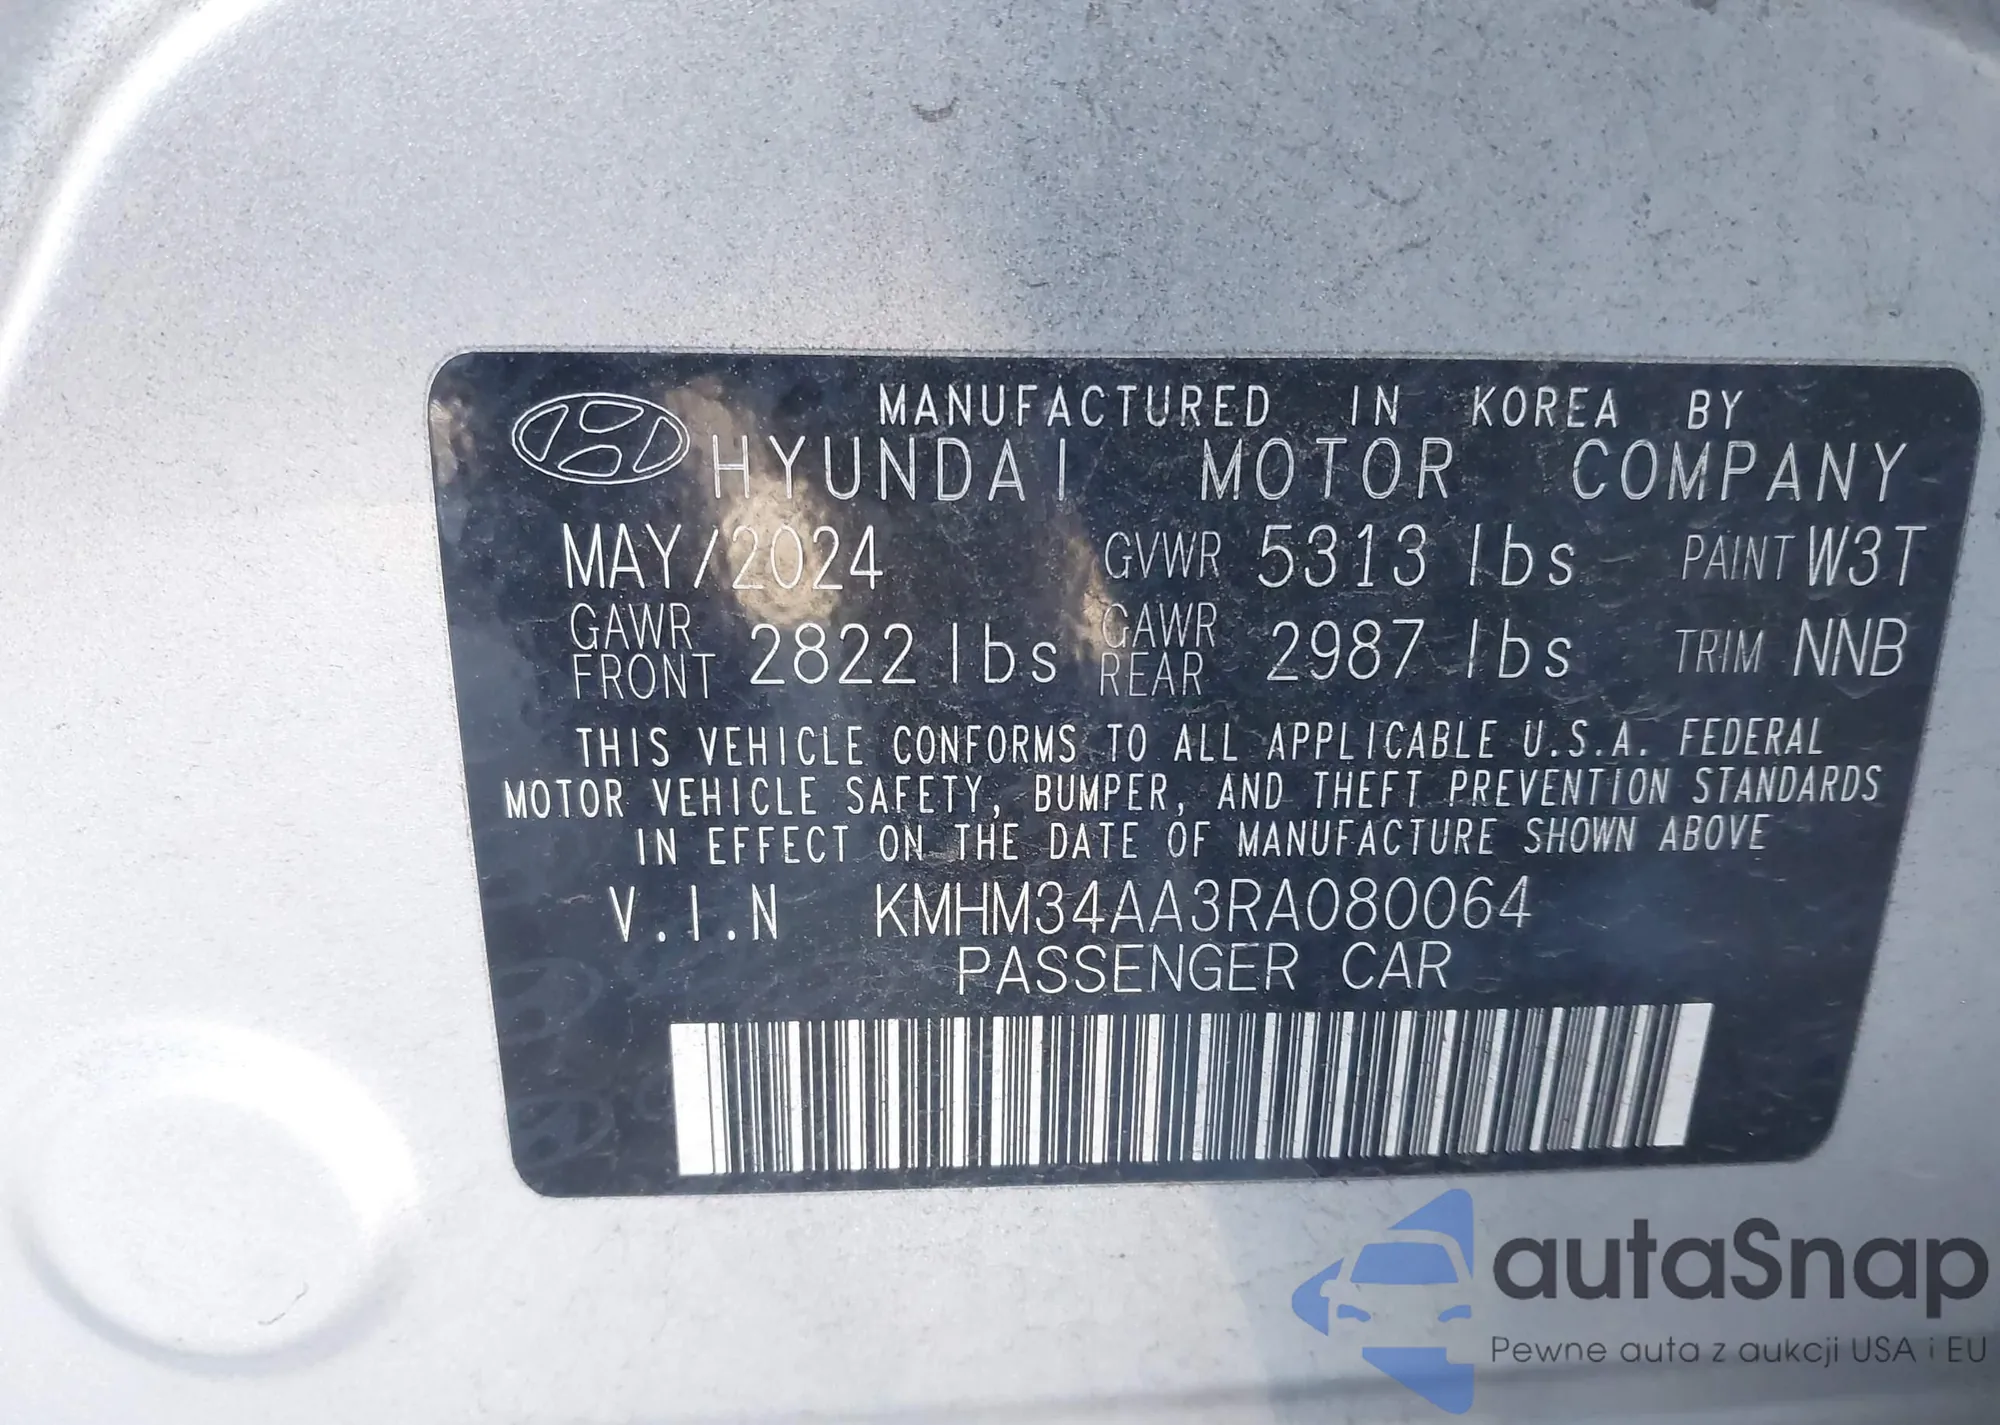 MANUFACTURED IN KOREA BY
HYUNDAI MOTOR COMPANY
MAY/2024 GVWR 5313 lbs PAINT W3T
GAWR FRONT 2822 lbs GAWR REAR 2987 lbs TRIM NNB
THIS VEHICLE CONFORMS TO ALL APPLICABLE U.S.A. FEDERAL
MOTOR VEHICLE SAFETY, BUMPER, AND THEFT PREVENTION STANDARDS
IN EFFECT ON THE DATE OF MANUFACTURE SHOWN ABOVE
V.I.N KMHM34AA3RA080064
PASSENGER CAR
autaSnap
Pewne auta z aukcji USA i EU